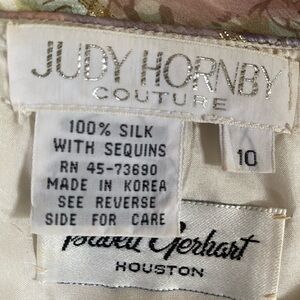 JUDY HORNBY
COUTURE
100% SILK
WITH SEQUINS
RN 45-73690
MADE IN KOREA
SEE REVERSE
SIDE FOR CARE
10
Gerhart
HOUSTON